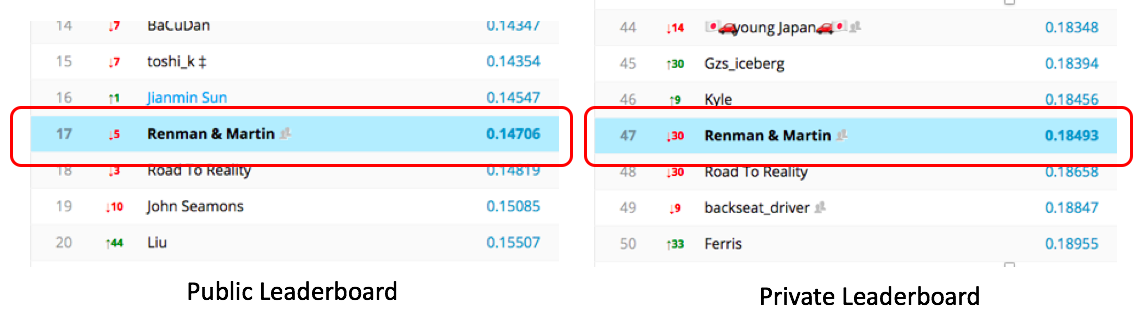 14 ↓7 BaCuDan 0.14347
15 ↓7 toshi_k ‡ 0.14354
16 ↑1 Jianmin Sun 0.14547
17 ↓5 Renman & Martin 0.14706
18 ↓3 Road To Reality 0.14819
19 ↓10 John Seamons 0.15085
20 ↑44 Liu 0.15507
Public Leaderboard
44 ↓14 🇯🇵🚗young Japan🚗🇯🇵 0.18348
45 ↑30 Gzs_iceberg 0.18394
46 ↑9 Kyle 0.18456
47 ↓30 Renman & Martin 0.18493
48 ↓30 Road To Reality 0.18658
49 ↓9 backseat_driver 0.18847
50 ↑33 Ferris 0.18955
Private Leaderboard